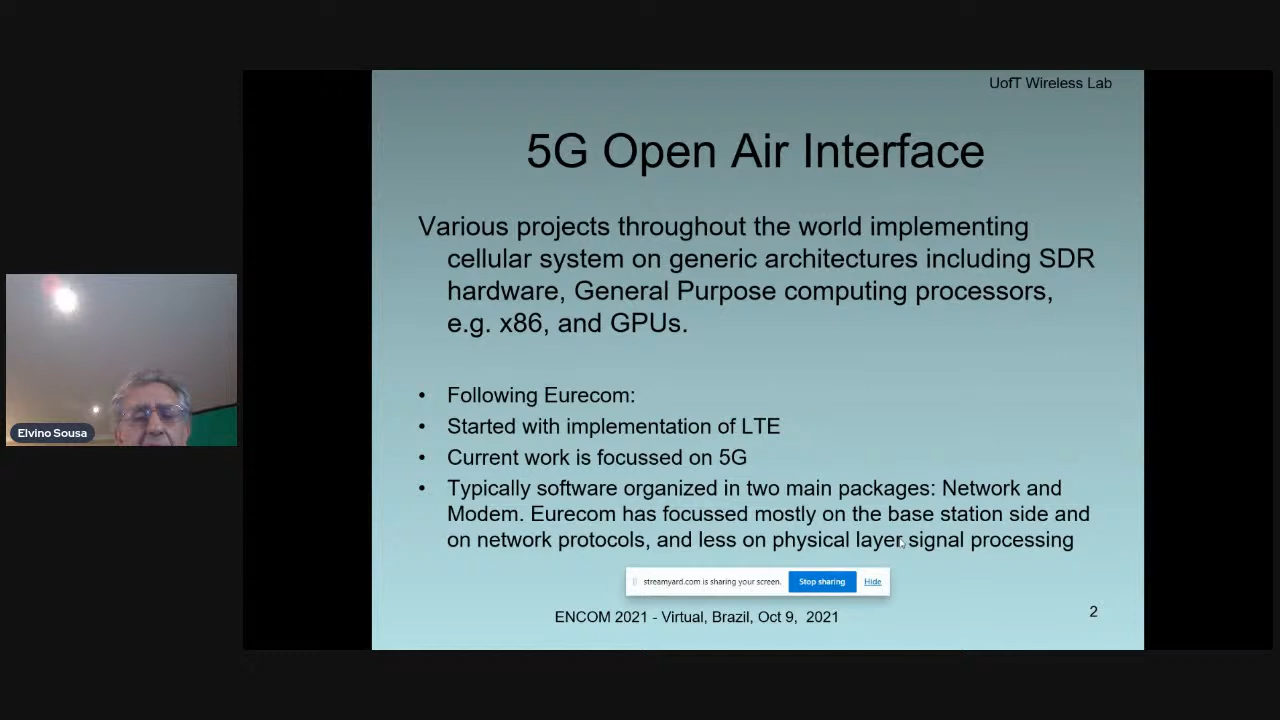 UofT Wireless Lab
5G Open Air Interface
Various projects throughout the world implementing
cellular system on generic architectures including SDR
hardware, General Purpose computing processors,
e.g. x86, and GPUs.
• Following Eurecom:
• Started with implementation of LTE
• Current work is focussed on 5G
• Typically software organized in two main packages: Network and
Modem. Eurecom has focussed mostly on the base station side and
on network protocols, and less on physical layer signal processing
streamyard.com is sharing your screen. Stop sharing Hide
ENCOM 2021 - Virtual, Brazil, Oct 9, 2021
2
Elvino Sousa